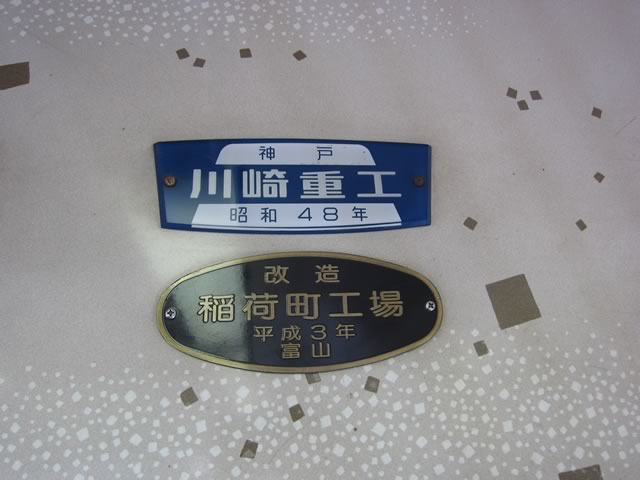 神戸
川崎重工
昭和48年
改造
稲荷町工場
平成3年
富山